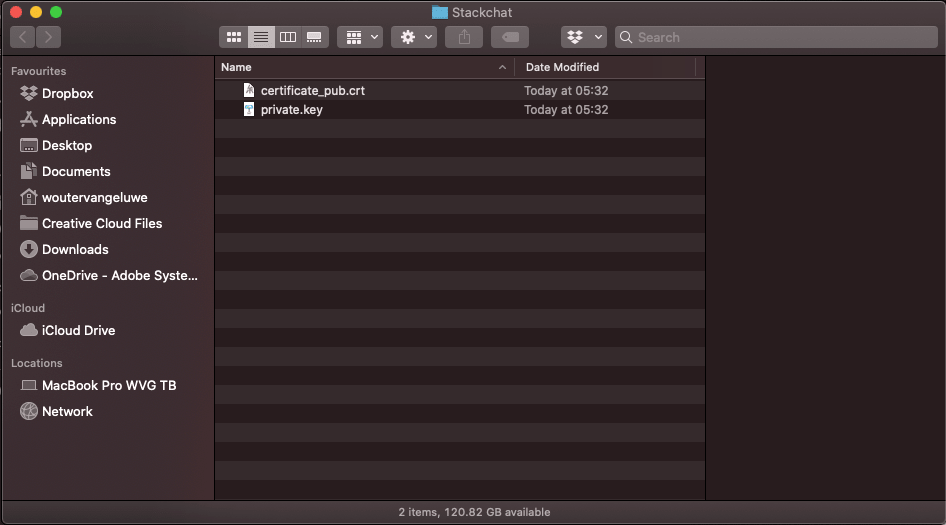 Stackchat
Search
Favourites
Dropbox
Applications
Desktop
Documents
woutervangeluwe
Creative Cloud Files
Downloads
OneDrive - Adobe Syste...
iCloud
iCloud Drive
Locations
MacBook Pro WVG TB
Network
Name Date Modified
certificate_pub.crt Today at 05:32
private.key Today at 05:32
2 items, 120.82 GB available